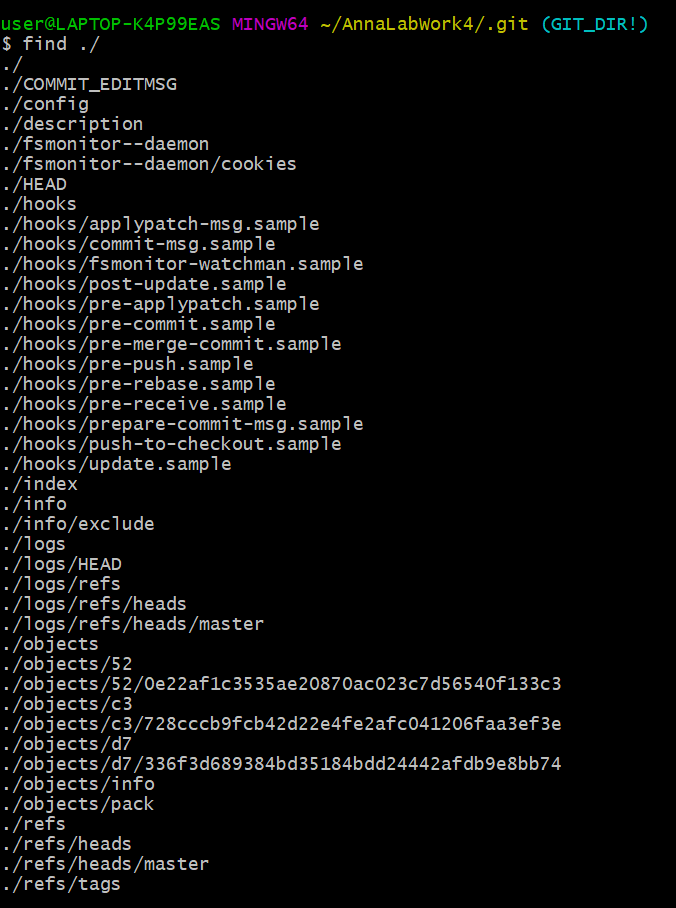 user@LAPTOP-K4P99EAS MINGW64 ~/AnnaLabWork4/.git (GIT_DIR!)
$ find ./
./
./COMMIT_EDITMSG
./config
./description
./fsmonitor--daemon
./fsmonitor--daemon/cookies
./HEAD
./hooks
./hooks/applypatch-msg.sample
./hooks/commit-msg.sample
./hooks/fsmonitor-watchman.sample
./hooks/post-update.sample
./hooks/pre-applypatch.sample
./hooks/pre-commit.sample
./hooks/pre-merge-commit.sample
./hooks/pre-push.sample
./hooks/pre-rebase.sample
./hooks/pre-receive.sample
./hooks/prepare-commit-msg.sample
./hooks/push-to-checkout.sample
./hooks/update.sample
./index
./info
./info/exclude
./logs
./logs/HEAD
./logs/refs
./logs/refs/heads
./logs/refs/heads/master
./objects
./objects/52
./objects/52/0e22af1c3535ae20870ac023c7d56540f133c3
./objects/c3
./objects/c3/728cccb9fcb42d22e4fe2afc041206faa3ef3e
./objects/d7
./objects/d7/336f3d689384bd35184bdd24442afdb9e8bb74
./objects/info
./objects/pack
./refs
./refs/heads
./refs/heads/master
./refs/tags